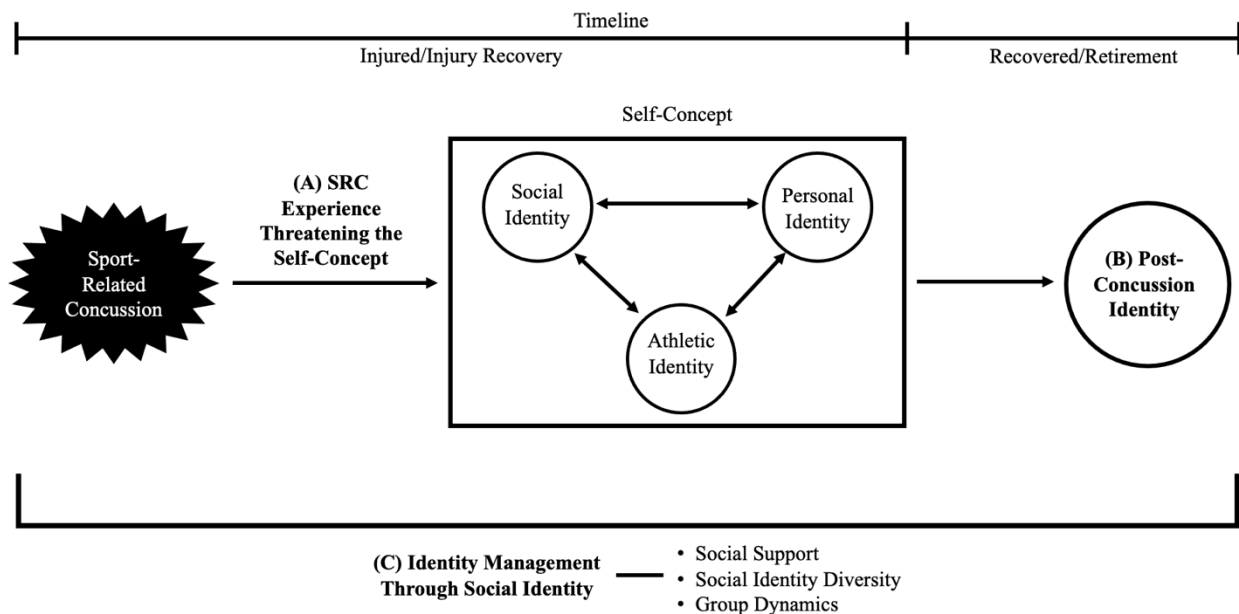 Timeline
Injured/Injury Recovery
Recovered/Retirement
Self-Concept
Sport-
Related
Concussion
(A) SRC
Experience
Threatening the
Self-Concept
Social
Identity
Personal
Identity
Athletic
Identity
(B) Post-
Concussion
Identity
(C) Identity Management
Through Social Identity
• Social Support
• Social Identity Diversity
• Group Dynamics